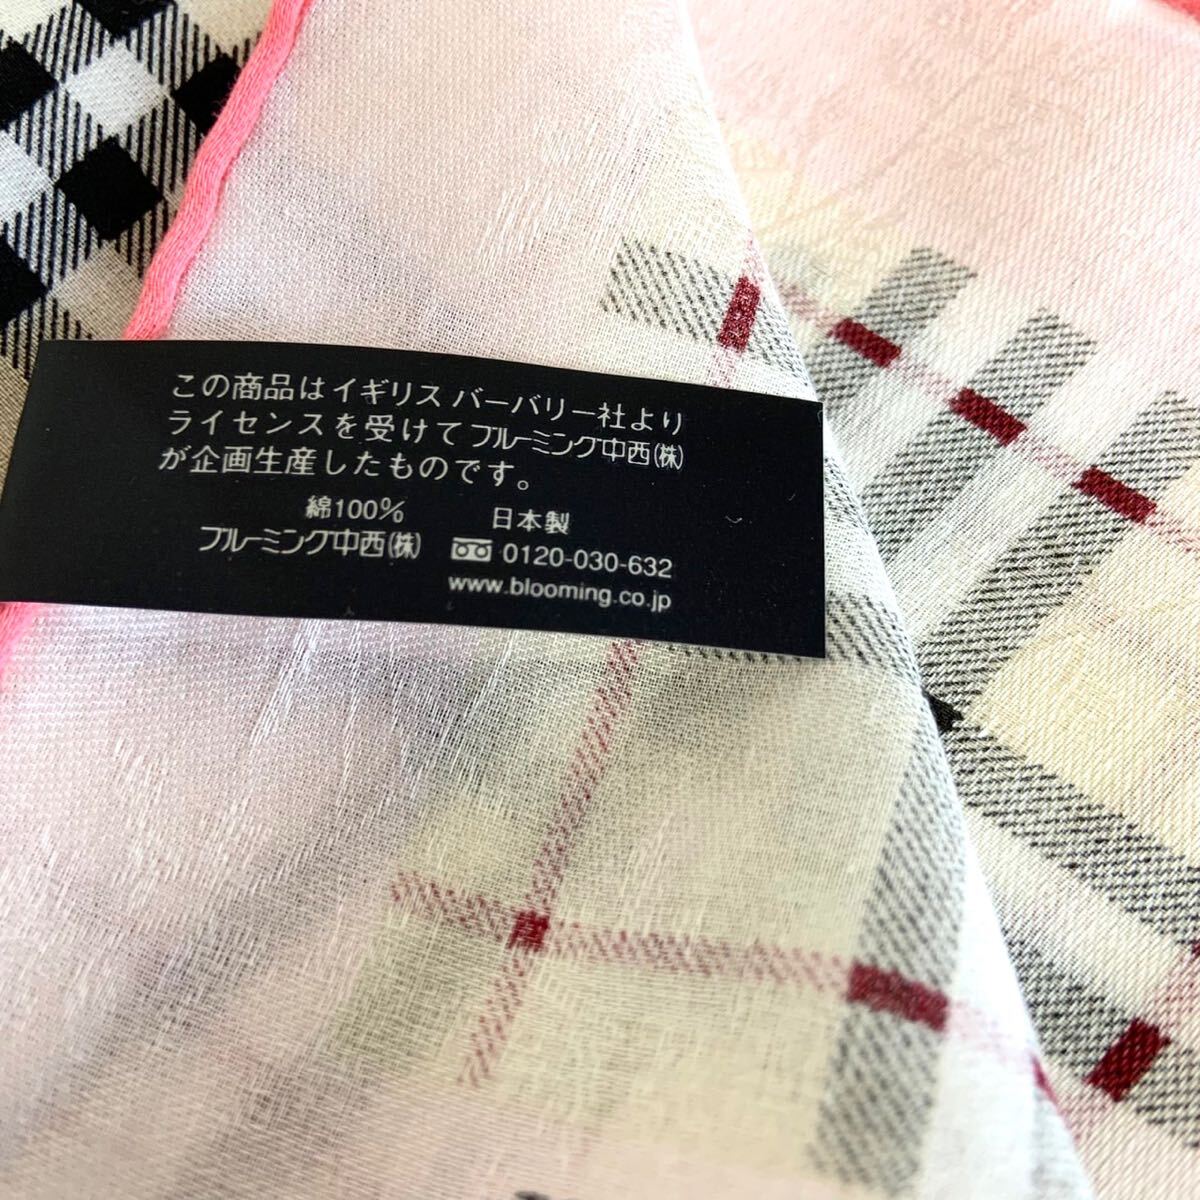 この商品はイギリス バーバリー社より
ライセンスを受けてブルーミング中西(株)
が企画生産したものです。
綿100% 日本製
ブルーミング中西(株) 0120-030-632
www.blooming.co.jp